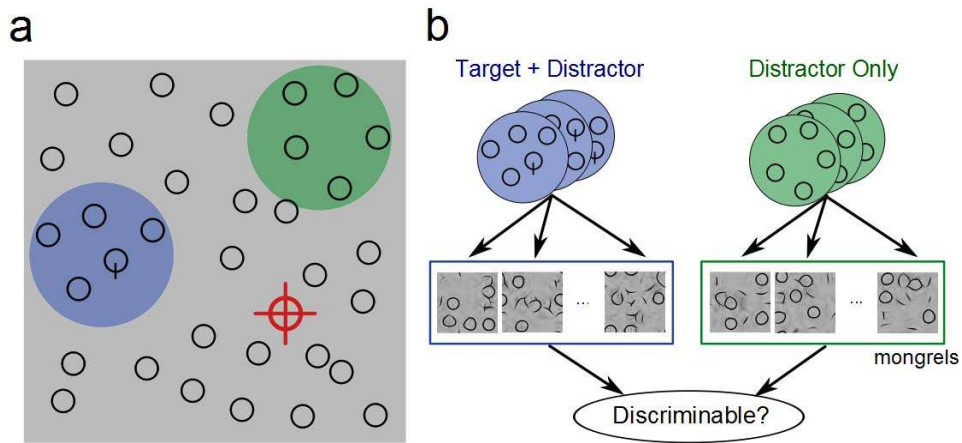 a
b
Target + Distractor
Distractor Only
...
...
mongrels
Discriminable?